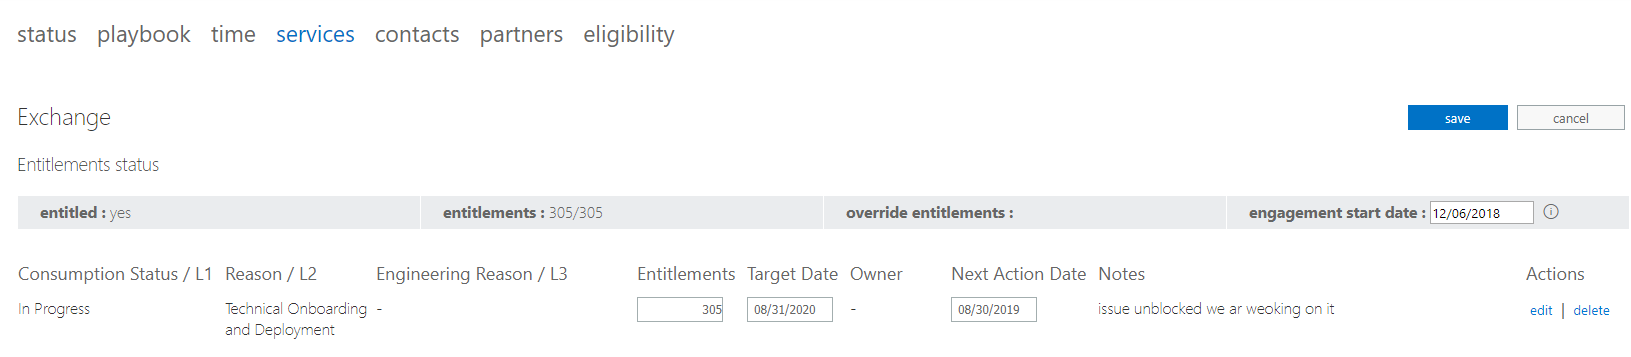 status playbook time services contacts partners eligibility
Exchange
save cancel
Entitlements status
entitled : yes entitlements : 305/305 override entitlements : engagement start date : 12/06/2018
Consumption Status / L1 Reason / L2 Engineering Reason / L3 Entitlements Target Date Owner Next Action Date Notes Actions
In Progress Technical Onboarding - 305 08/31/2020 - 08/30/2019 issue unblocked we ar weoking on it edit | delete
and Deployment